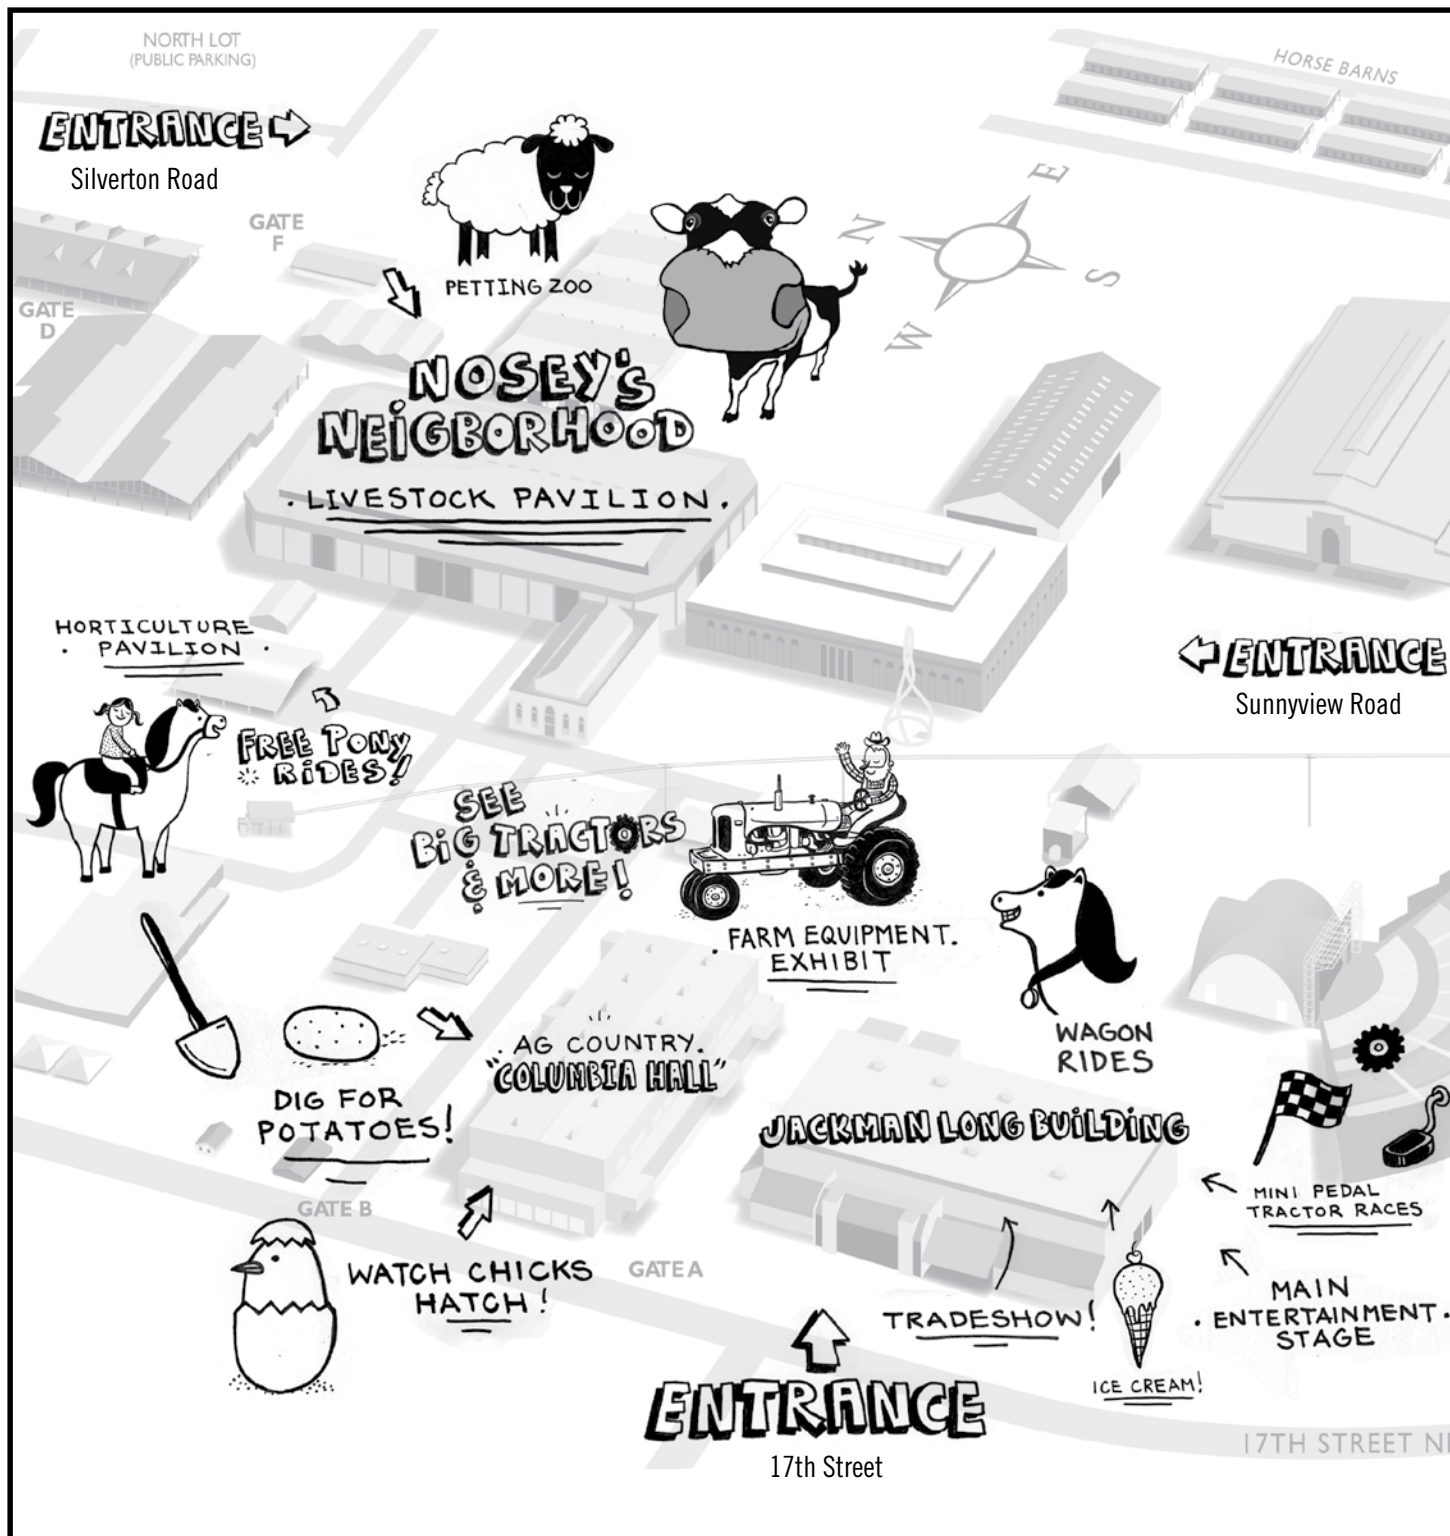 NORTH LOT
(PUBLIC PARKING)
HORSE BARNS
ENTRANCE
Silverton Road
GATE
F
PETTING ZOO
N
E
S
W
GATE
D
NOSEY'S
NEIGBORHOOD
. LIVESTOCK PAVILION .
HORTICULTURE
. PAVILION .
ENTRANCE
Sunnyview Road
FREE PONY
RIDES!
SEE
BIG TRACTORS
& MORE!
. FARM EQUIPMENT.
EXHIBIT
WAGON
RIDES
. AG COUNTRY.
"COLUMBIA HALL"
DIG FOR
POTATOES!
JACKMAN LONG BUILDING
MINI PEDAL
TRACTOR RACES
GATE B
WATCH CHICKS
HATCH!
GATE A
TRADESHOW!
MAIN
. ENTERTAINMENT .
STAGE
ICE CREAM!
ENTRANCE
17th Street
17TH STREET N